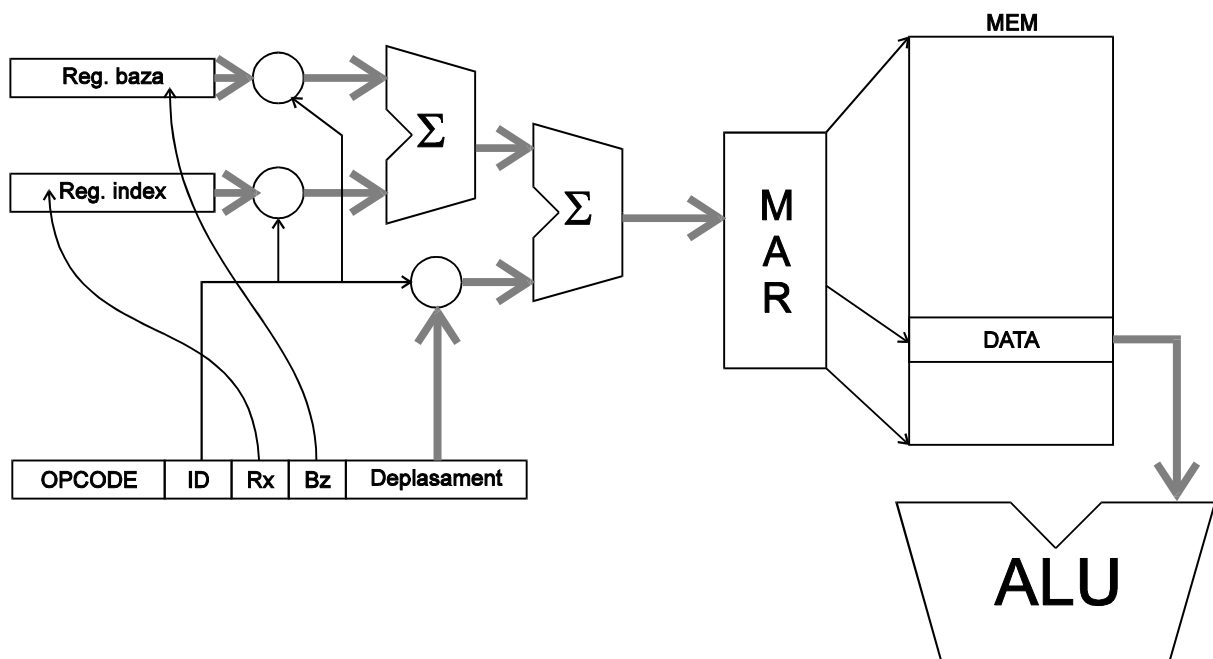 MEM
Reg. baza
Σ
Reg. index
Σ
M
A
R
DATA
OPCODE ID Rx Bz Deplasament
ALU